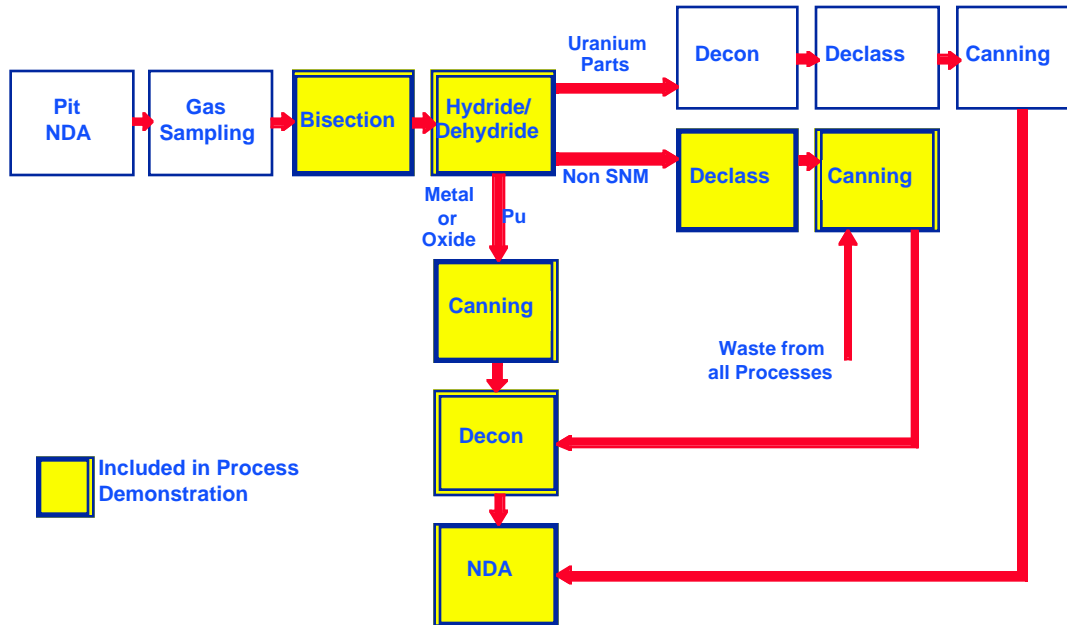 Pit
NDA
Gas
Sampling
Bisection
Hydride/
Dehydride
Uranium
Parts
Decon
Declass
Canning
Non SNM
Declass
Canning
Metal
or
Oxide
Pu
Canning
Waste from
all Processes
Decon
Included in Process
Demonstration
NDA